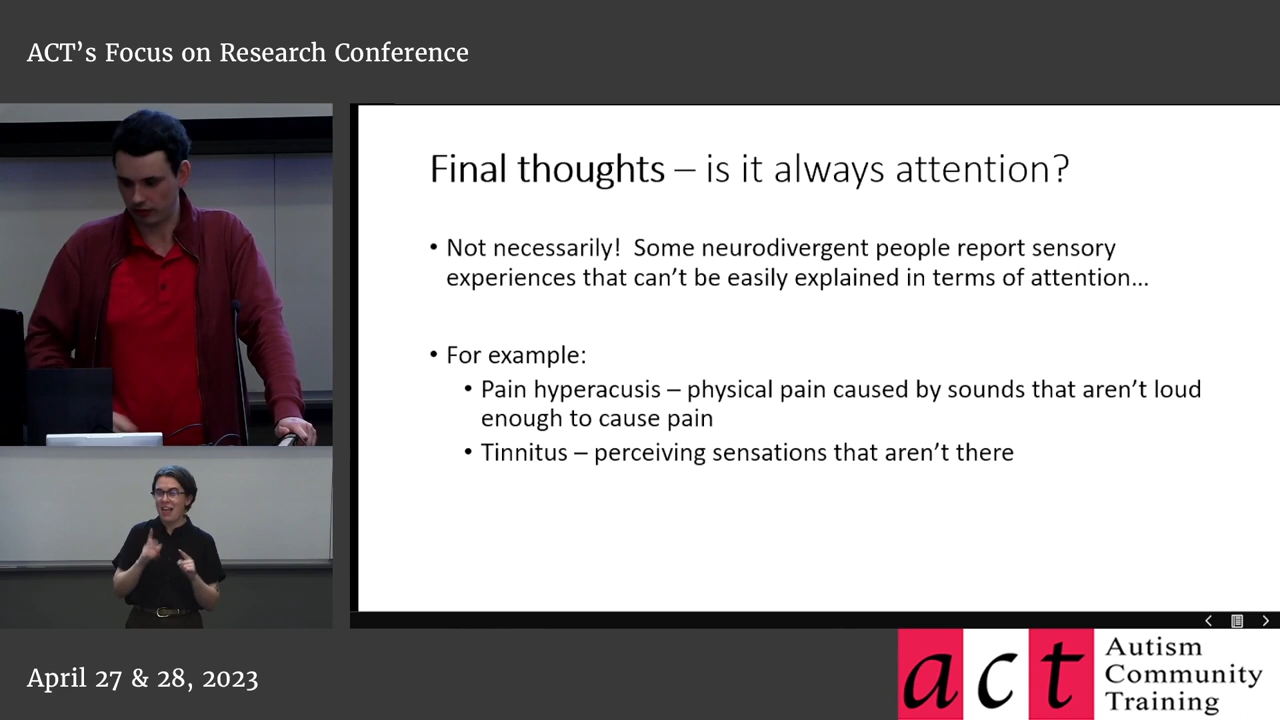 ACT’s Focus on Research Conference
Final thoughts – is it always attention?
• Not necessarily!  Some neurodivergent people report sensory
experiences that can’t be easily explained in terms of attention...
• For example:
• Pain hyperacusis – physical pain caused by sounds that aren’t loud
enough to cause pain
• Tinnitus – perceiving sensations that aren’t there
April 27 & 28, 2023
act
Autism
Community
Training